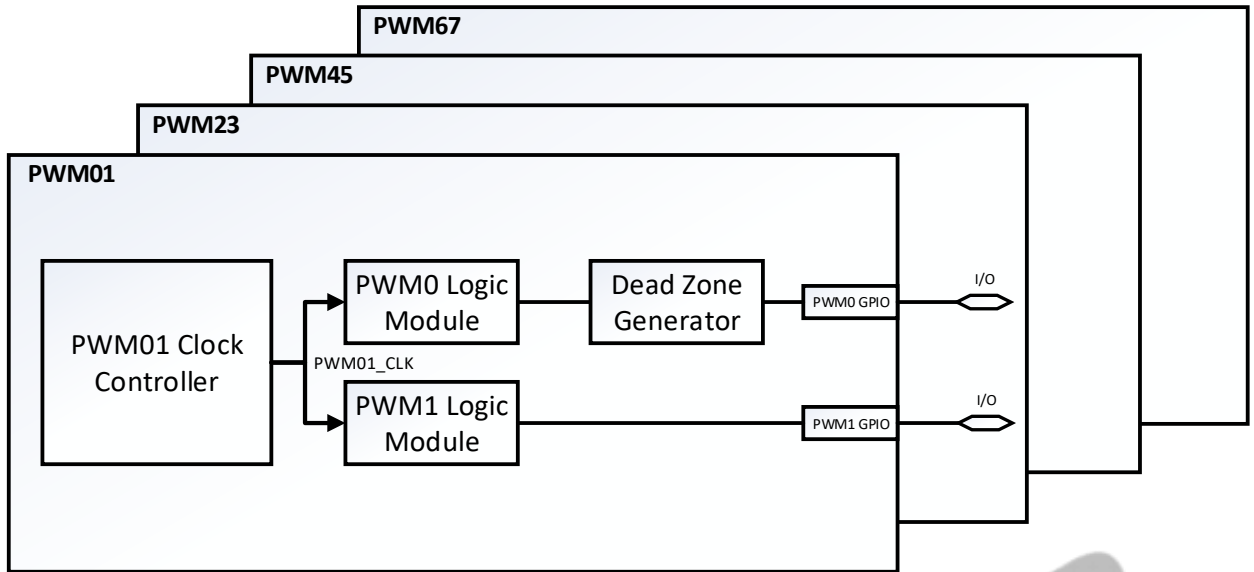 PWM67
PWM45
PWM23
PWM01
PWM01 Clock
Controller
PWM01_CLK
PWM0 Logic
Module
Dead Zone
Generator
PWM0 GPIO
I/O
PWM1 Logic
Module
PWM1 GPIO
I/O